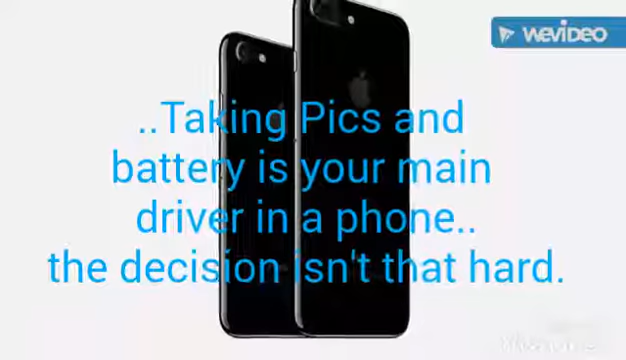 WEVIDEO
..Taking Pics and
battery is your main
driver in a phone..
the decision isn't that hard.